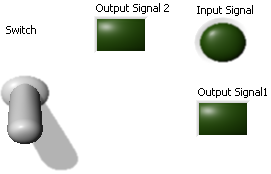 Output Signal 2
Input Signal
Switch
Output Signal1